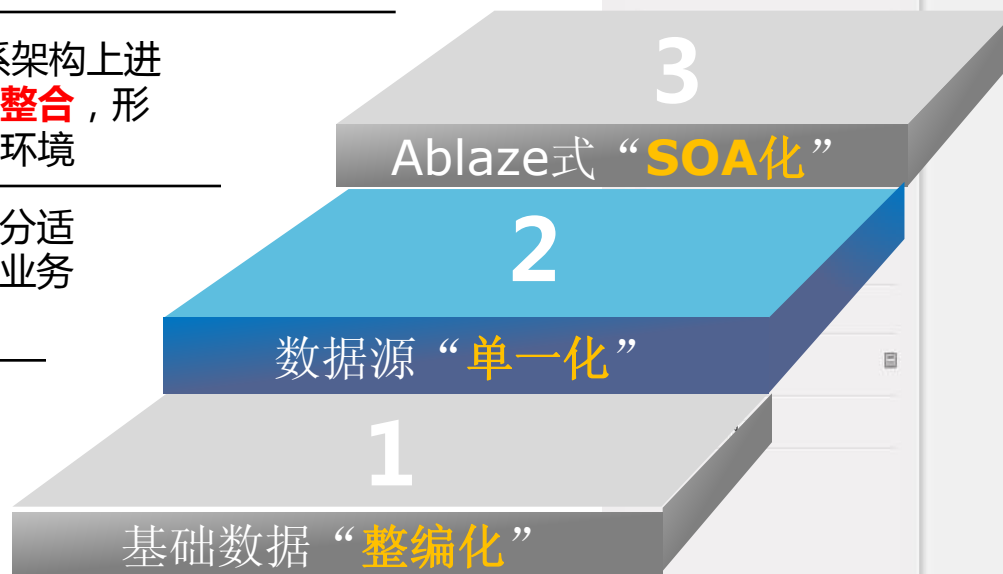 系架构上进
整合，形
环境
分适
业务
3
Ablaze式“SOA化”
2
数据源“单一化”
1
基础数据“整编化”